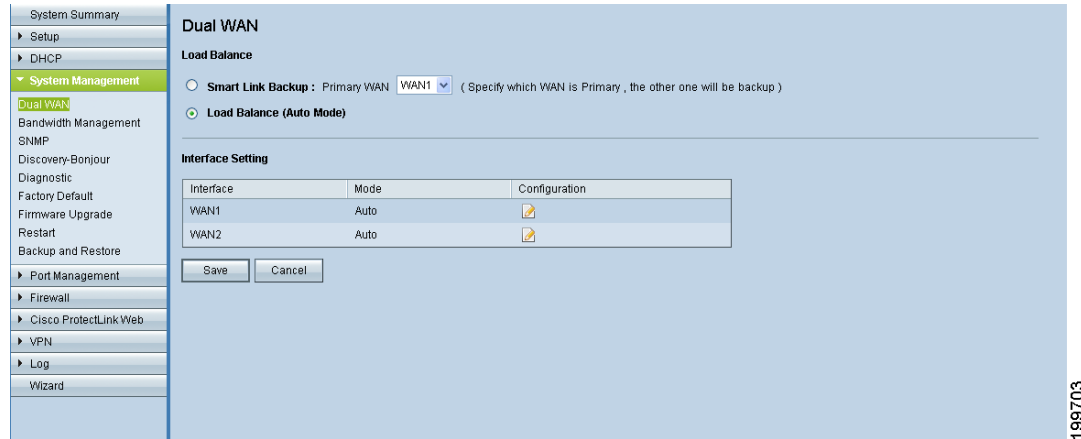 System Summary
Setup
DHCP
System Management
Dual WAN
Bandwidth Management
SNMP
Discovery-Bonjour
Diagnostic
Factory Default
Firmware Upgrade
Restart
Backup and Restore
Port Management
Firewall
Cisco ProtectLink Web
VPN
Log
Wizard
Dual WAN
Load Balance
Smart Link Backup : Primary WAN WAN1 ( Specify which WAN is Primary , the other one will be backup )
Load Balance (Auto Mode)
Interface Setting
Interface Mode Configuration
WAN1 Auto
WAN2 Auto
Save Cancel
199703